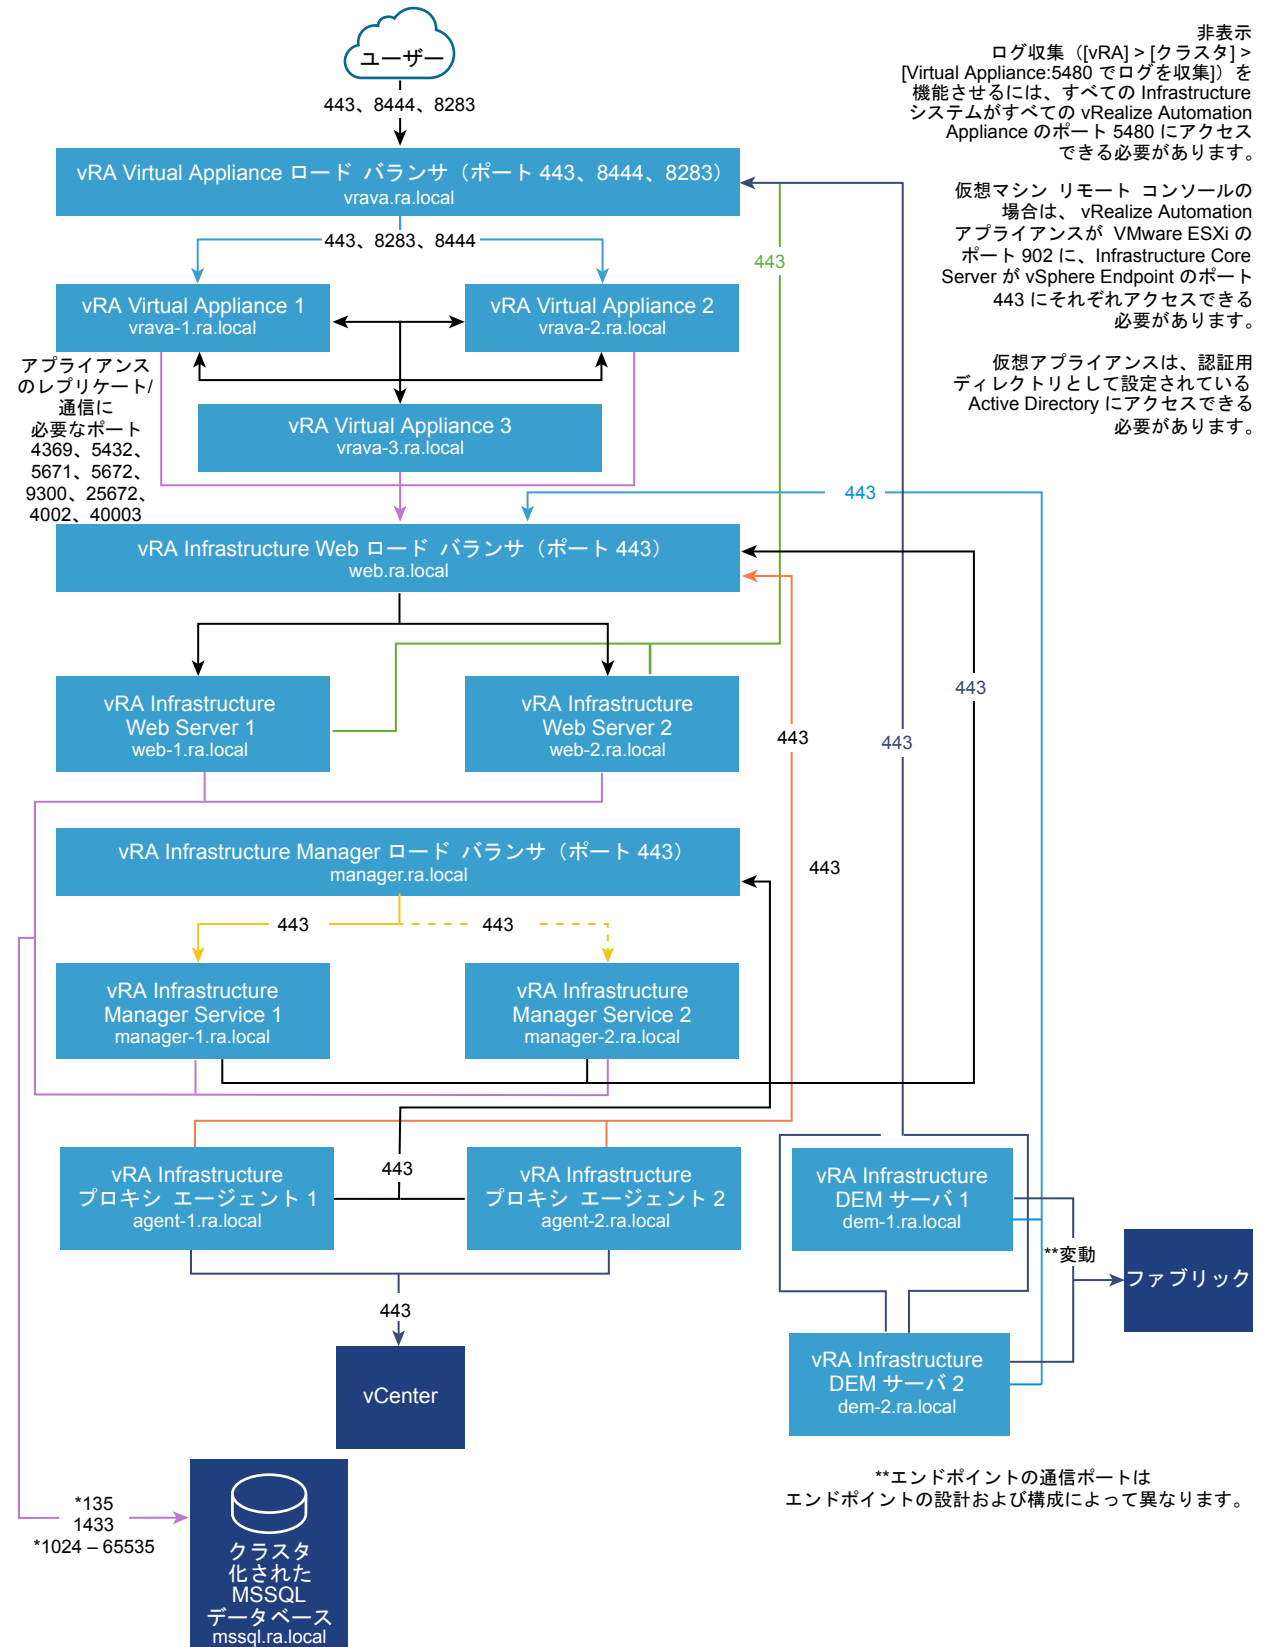 ユーザー
443、8444、8283
vRA Virtual Appliance ロード バランサ（ポート 443、8444、8283）
vrava.ra.local
443、8283、8444
vRA Virtual Appliance 1
vrava-1.ra.local
vRA Virtual Appliance 2
vrava-2.ra.local
アプライアンス
のレプリケート/
通信に
必要なポート
4369、5432、
5671、5672、
9300、25672、
4002、40003
vRA Virtual Appliance 3
vrava-3.ra.local
非表示
ログ収集（[vRA] > [クラスタ] >
[Virtual Appliance:5480 でログを収集]）を
機能させるには、すべての Infrastructure
システムがすべての vRealize Automation
Appliance のポート 5480 にアクセス
できる必要があります。
仮想マシン リモート コンソールの
場合は、 vRealize Automation
アプライアンスが VMware ESXi の
ポート 902 に、Infrastructure Core
Server が vSphere Endpoint のポート
443 にそれぞれアクセスできる
必要があります。
仮想アプライアンスは、認証用
ディレクトリとして設定されている
Active Directory にアクセスできる
必要があります。
443
443
vRA Infrastructure Web ロード バランサ（ポート 443）
web.ra.local
vRA Infrastructure
Web Server 1
web-1.ra.local
vRA Infrastructure
Web Server 2
web-2.ra.local
443
443
443
vRA Infrastructure Manager ロード バランサ（ポート 443）
manager.ra.local
443
443
443
vRA Infrastructure
Manager Service 1
manager-1.ra.local
vRA Infrastructure
Manager Service 2
manager-2.ra.local
vRA Infrastructure
プロキシ エージェント 1
agent-1.ra.local
443
vRA Infrastructure
プロキシ エージェント 2
agent-2.ra.local
vRA Infrastructure
DEM サーバ 1
dem-1.ra.local
**変動
ファブリック
443
vCenter
vRA Infrastructure
DEM サーバ 2
dem-2.ra.local
**エンドポイントの通信ポートは
エンドポイントの設計および構成によって異なります。
*135
1433
*1024 – 65535
クラスタ
化された
MSSQL
データベース
mssql.ra.local